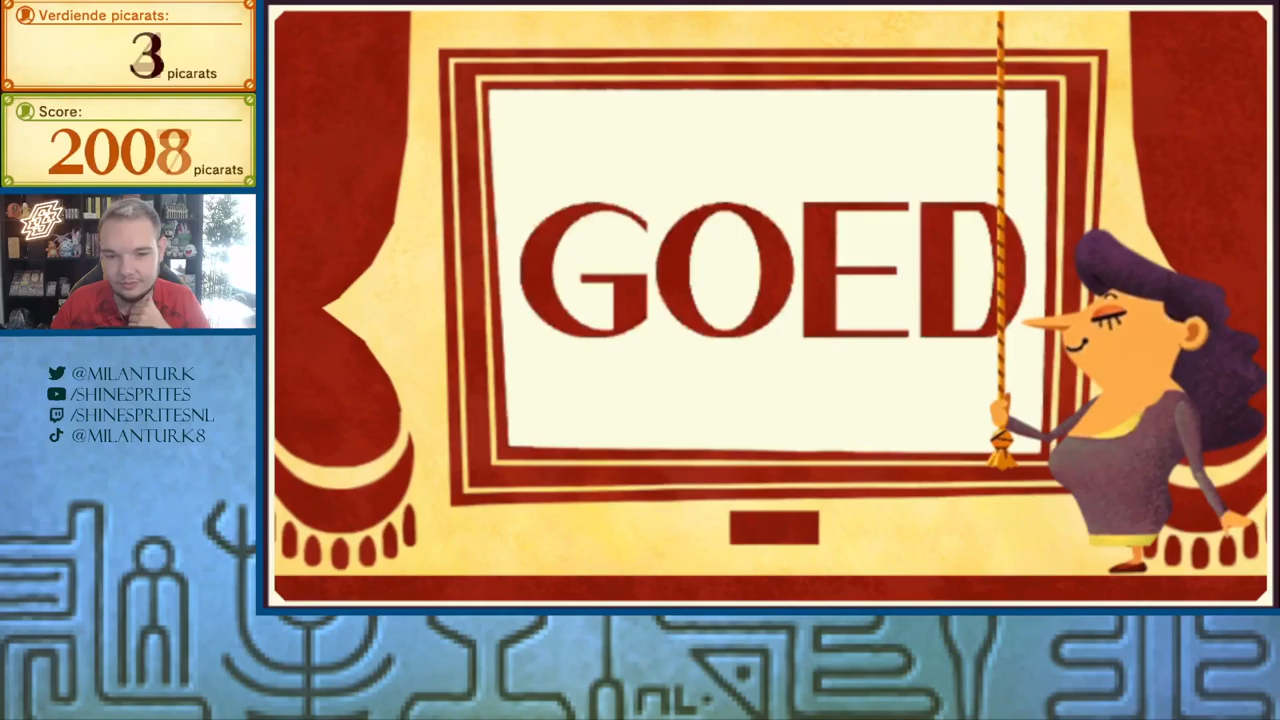 Verdiende picarats:
3
picarats
Score:
2008
picarats
GOED
@MILANTURK
/SHINESPRITES
/SHINESPRITESNL
@MILANTURK8